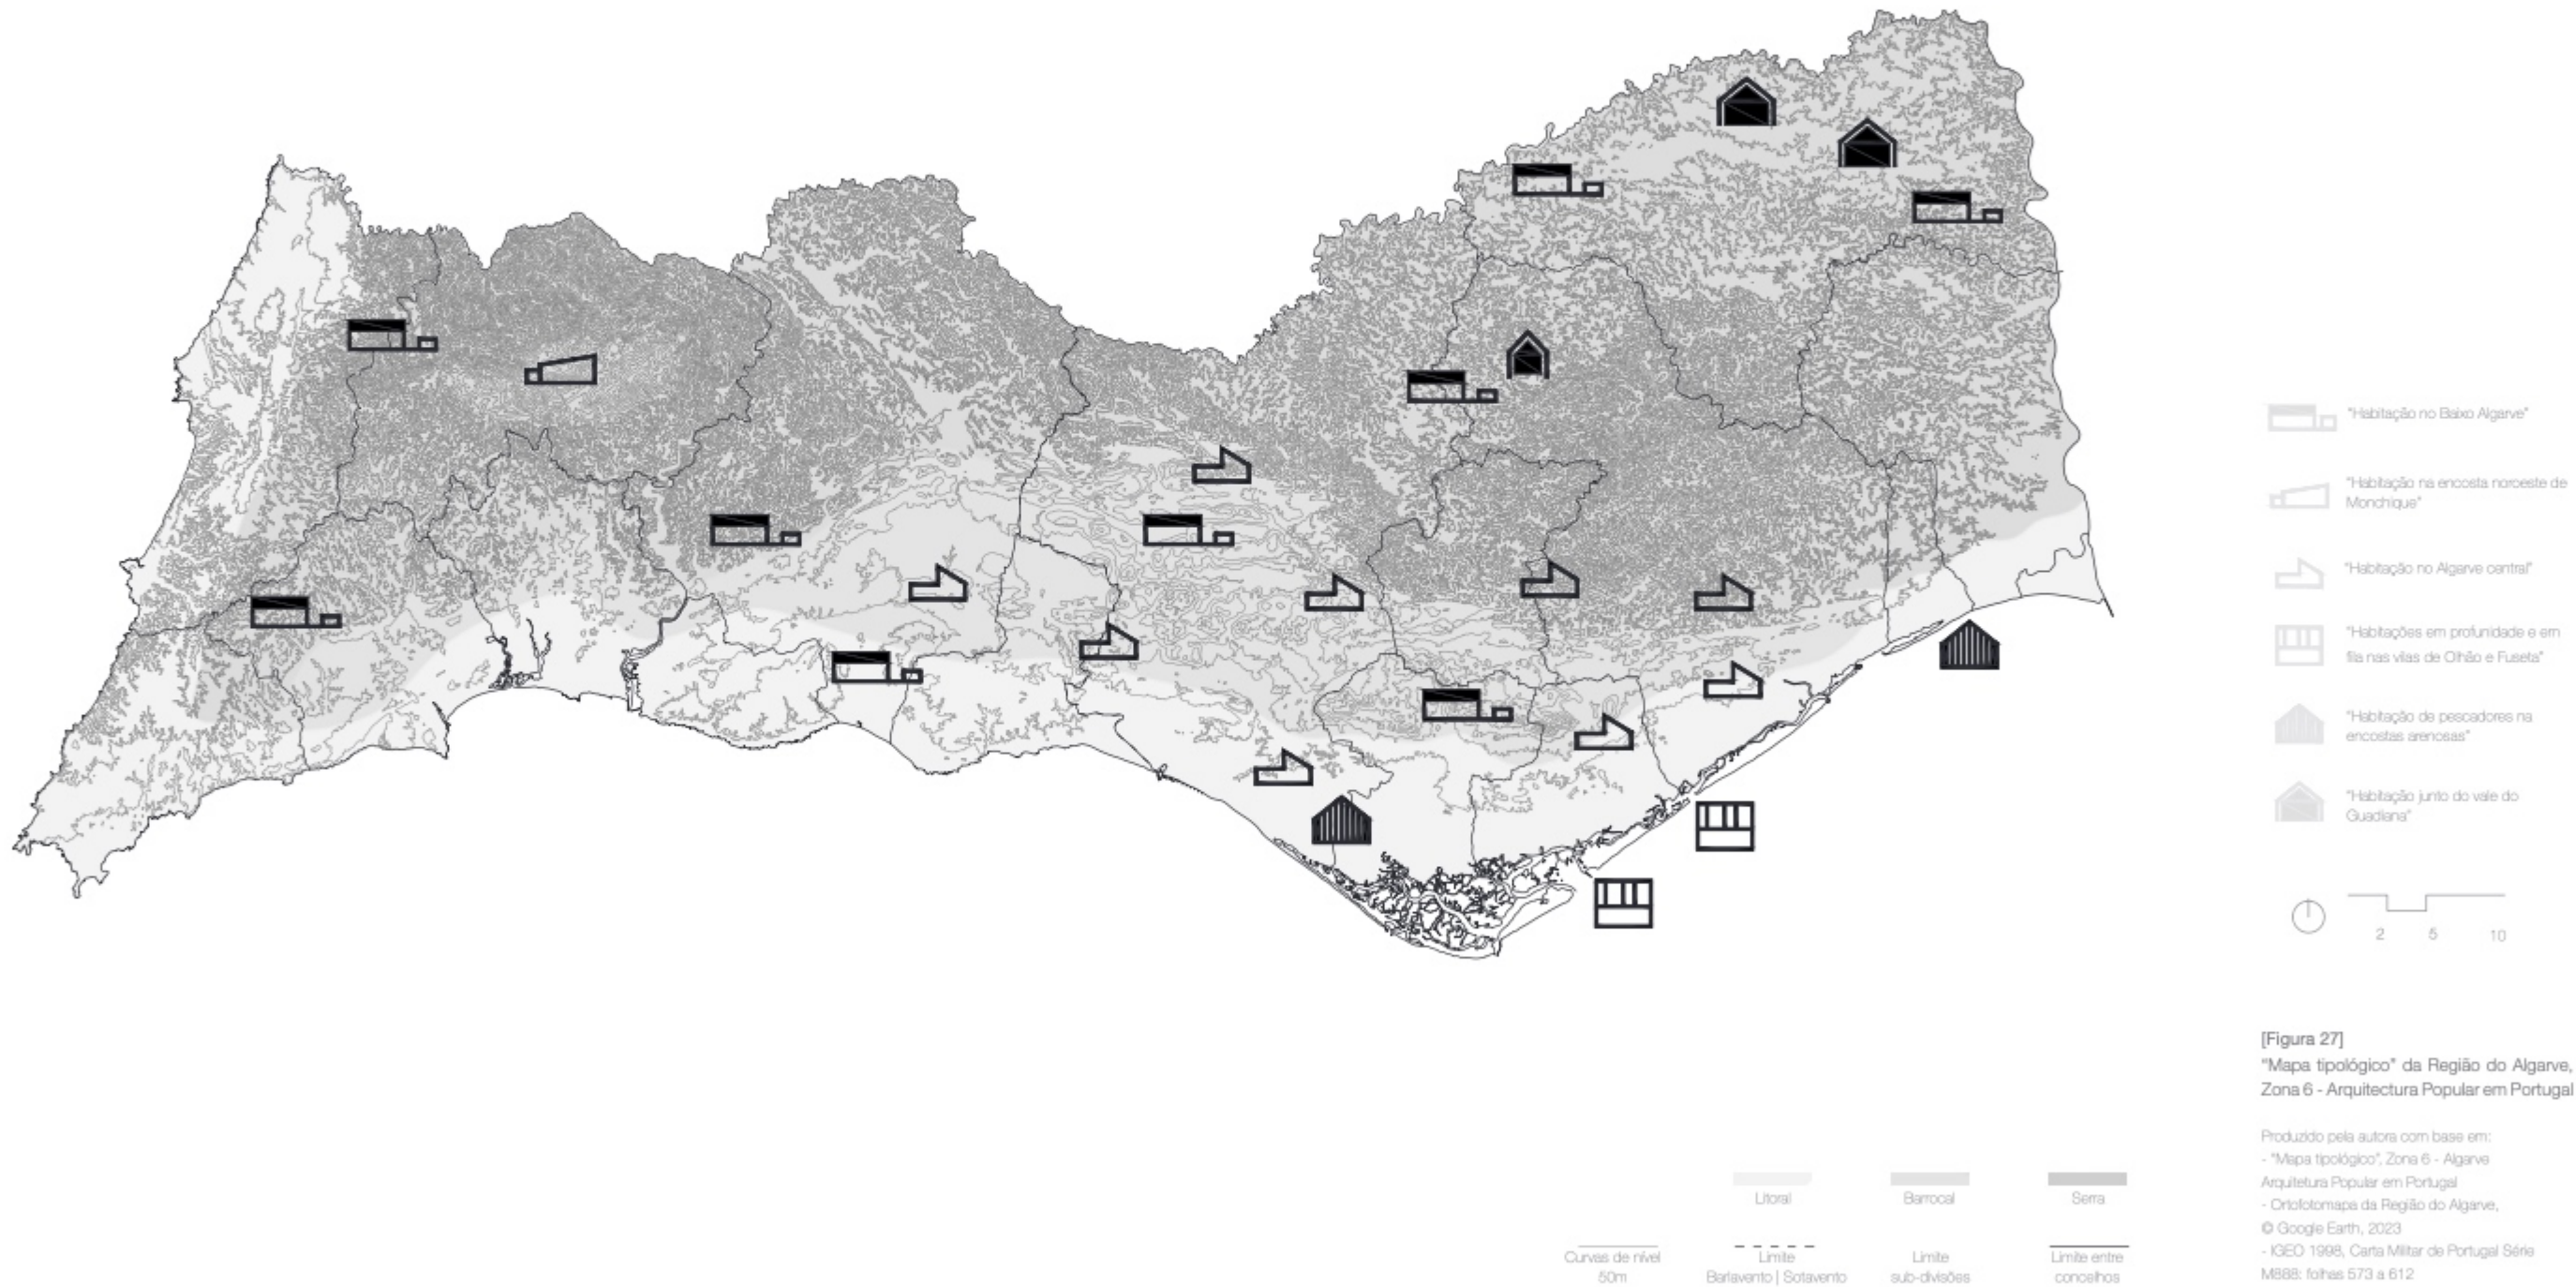 "Habitação no Baixo Algarve"
"Habitação na encosta noroeste de
Monchique"
"Habitação no Algarve central"
"Habitações em profunidade e em
fila nas vilas de Olhão e Fuseta"
"Habitação de pescadores na
encostas arenosas"
"Habitação junto do vale do
Guadiana"
2 5 10
[Figura 27]
"Mapa tipológico" da Região do Algarve,
Zona 6 - Arquitectura Popular em Portugal
Produzido pela autora com base em:
- "Mapa tipológico", Zona 6 - Algarve
Arquitetura Popular em Portugal
- Ortofotomapa da Região do Algarve,
© Google Earth, 2023
- IGEO 1998, Carta Militar de Portugal Série
M888: folhas 573 a 612
Litoral
Barrocal
Serra
Curvas de nível
50m
Limite
Barlavento | Sotavento
Limite
sub-divisões
Limite entre
concelhos